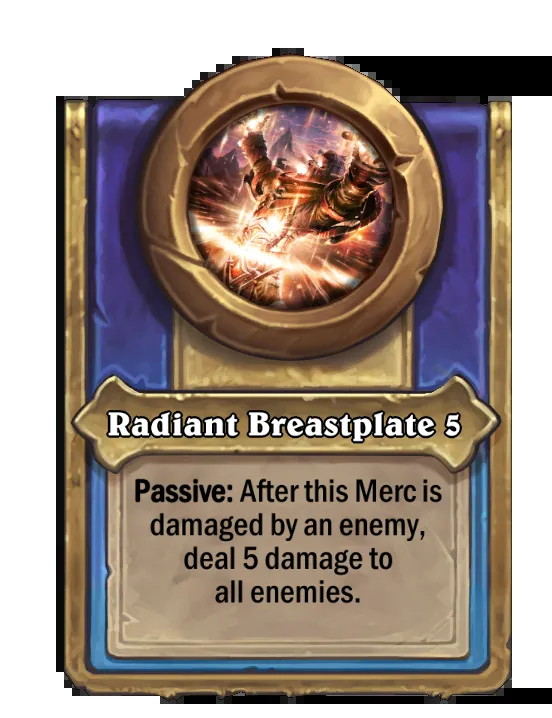 Radiant Breastplate 5
Passive: After this Merc is
damaged by an enemy,
deal 5 damage to
all enemies.